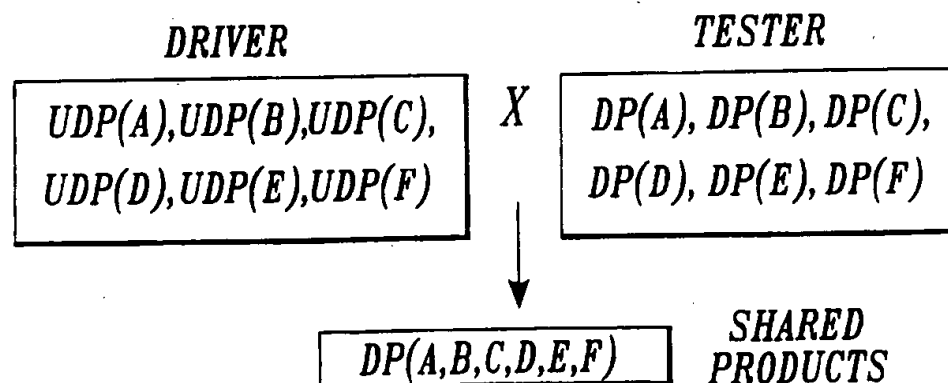 DRIVER
TESTER
UDP(A),UDP(B),UDP(C),
UDP(D),UDP(E),UDP(F)
X
DP(A), DP(B), DP(C),
DP(D), DP(E), DP(F)
DP(A,B,C,D,E,F)
SHARED
PRODUCTS